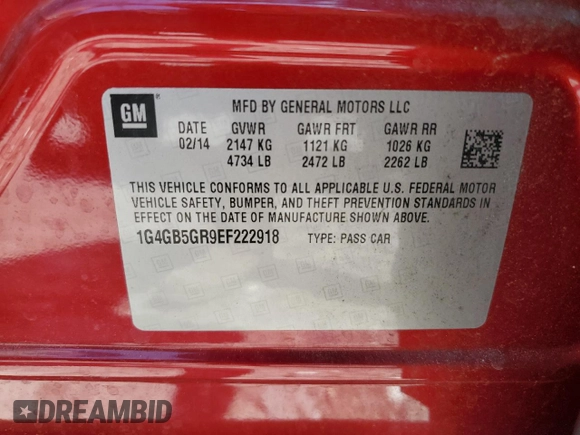 GM
MFD BY GENERAL MOTORS LLC
DATE GVWR GAWR FRT GAWR RR
02/14 2147 KG 1121 KG 1026 KG
4734 LB 2472 LB 2262 LB
THIS VEHICLE CONFORMS TO ALL APPLICABLE U.S. FEDERAL MOTOR
VEHICLE SAFETY, BUMPER, AND THEFT PREVENTION STANDARDS IN
EFFECT ON THE DATE OF MANUFACTURE SHOWN ABOVE.
1G4GB5GR9EF222918 TYPE: PASS CAR
DREAMBID